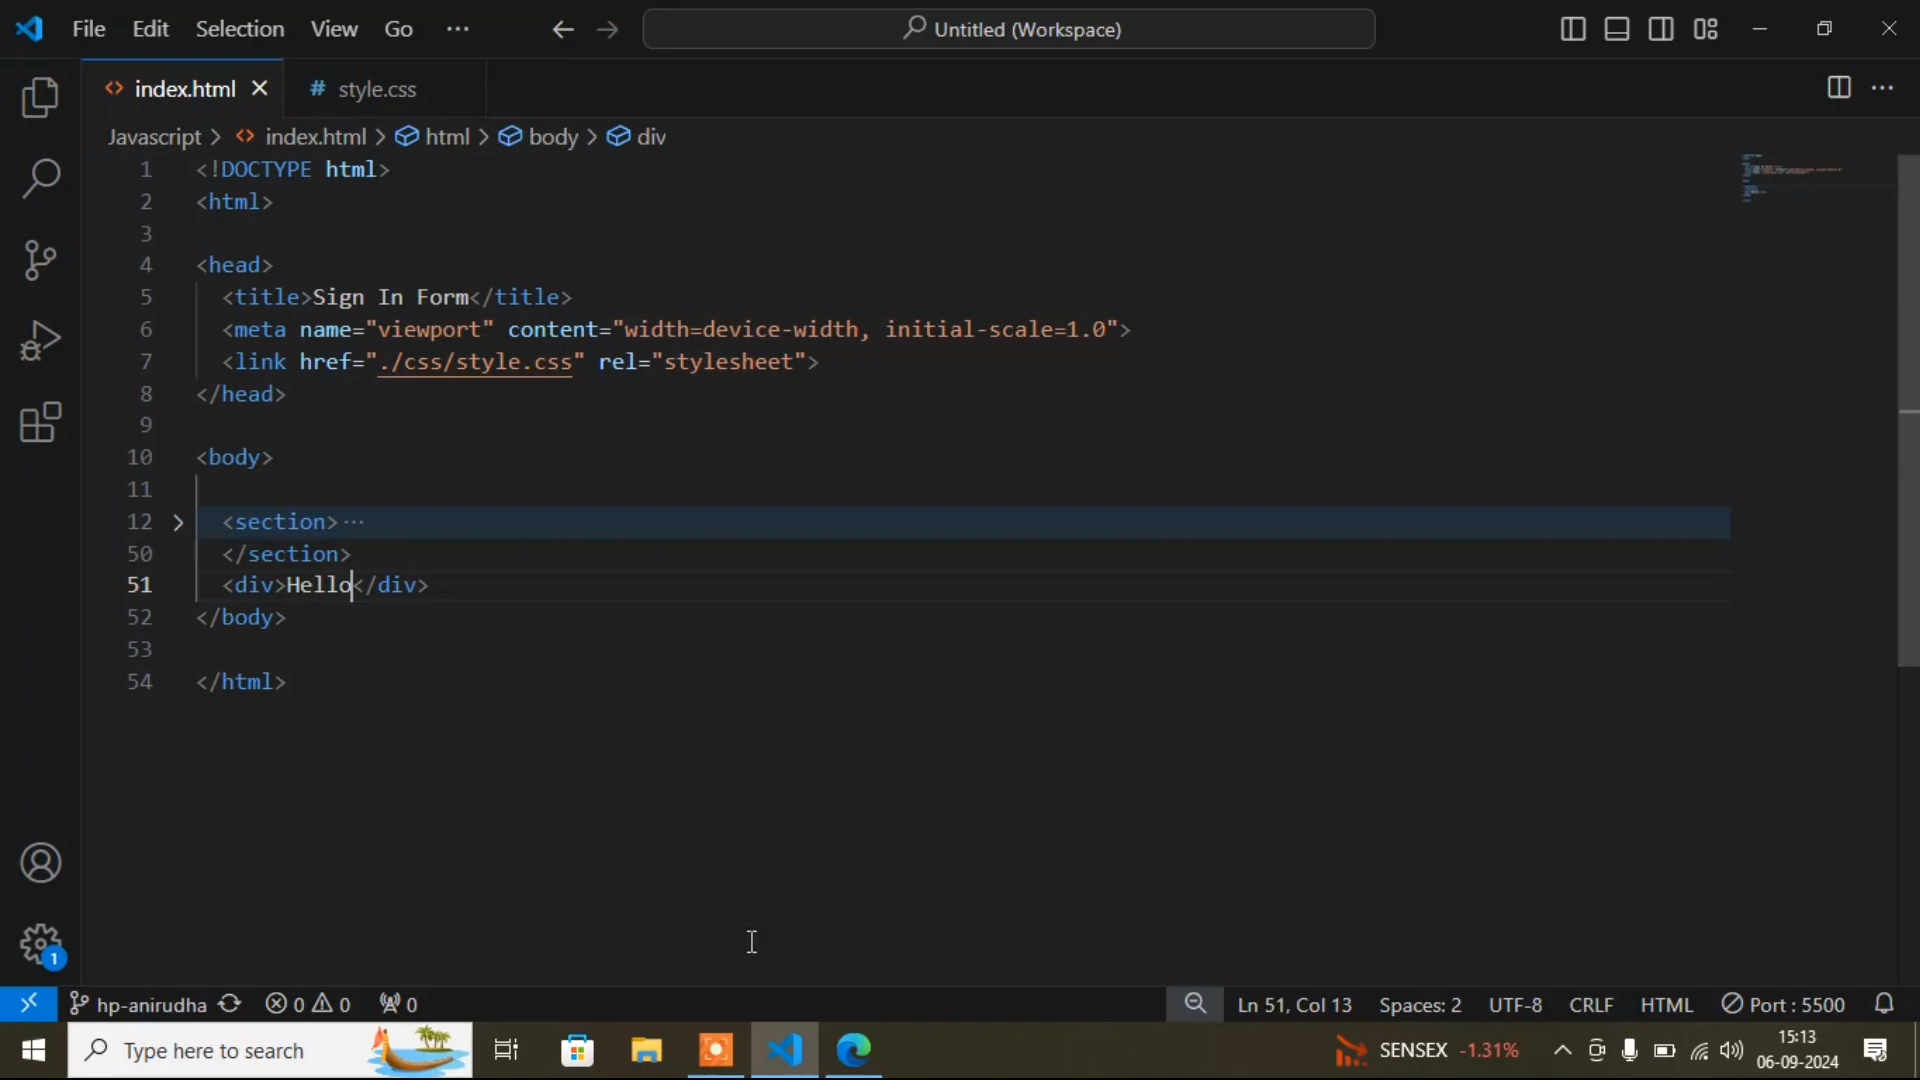 File Edit Selection View Go ··· Untitled (Workspace)
index.html style.css
Javascript > index.html > html > body > div
1 <!DOCTYPE html>
2 <html>
3
4 <head>
5 <title>Sign In Form</title>
6 <meta name="viewport" content="width=device-width, initial-scale=1.0">
7 <link href="./css/style.css" rel="stylesheet">
8 </head>
9
10 <body>
11
12 <section>···
50 </section>
51 <div>Hello</div>
52 </body>
53
54 </html>
1
hp-anirudha 0 0 0 Ln 51, Col 13 Spaces: 2 UTF-8 CRLF HTML Port : 5500
Type here to search SENSEX -1.31% 15:13
06-09-2024